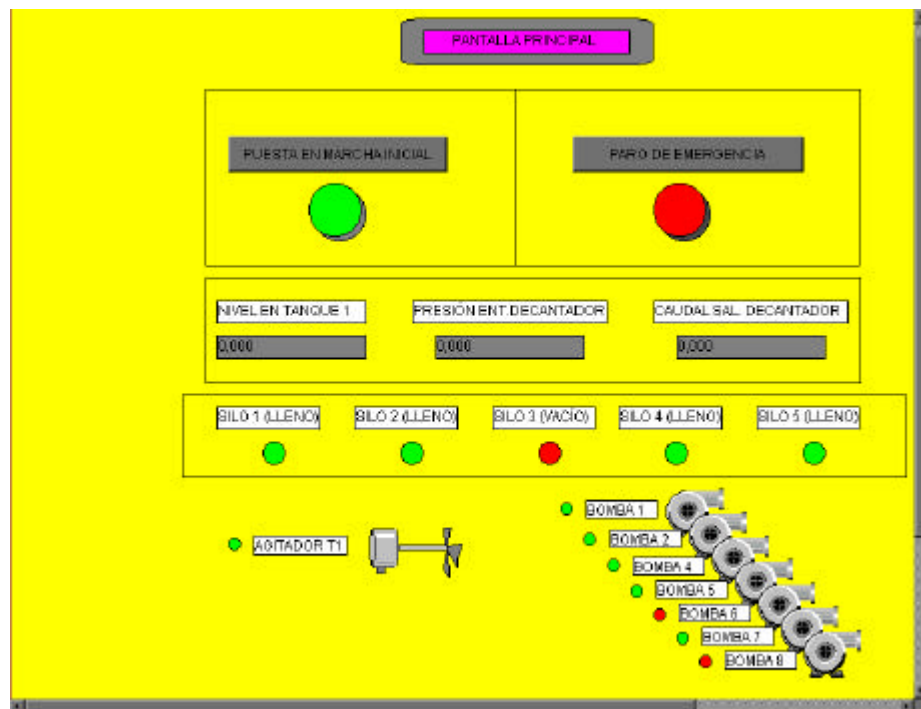 PANTALLA PRINCIPAL
PUESTA EN MARCHA INICIAL
PARO DE EMERGENCIA
NIVEL EN TANQUE 1
PRESIÓN ENT. DECANTADOR
CAUDAL SAL. DECANTADOR
0,000
0,000
0,000
SILO 1 (LLENO)
SILO 2 (LLENO)
SILO 3 (VACIO)
SILO 4 (LLENO)
SILO 5 (LLENO)
AGITADOR T1
BOMBA 1
BOMBA 2
BOMBA 4
BOMBA 5
BOMBA 6
BOMBA 7
BOMBA 8